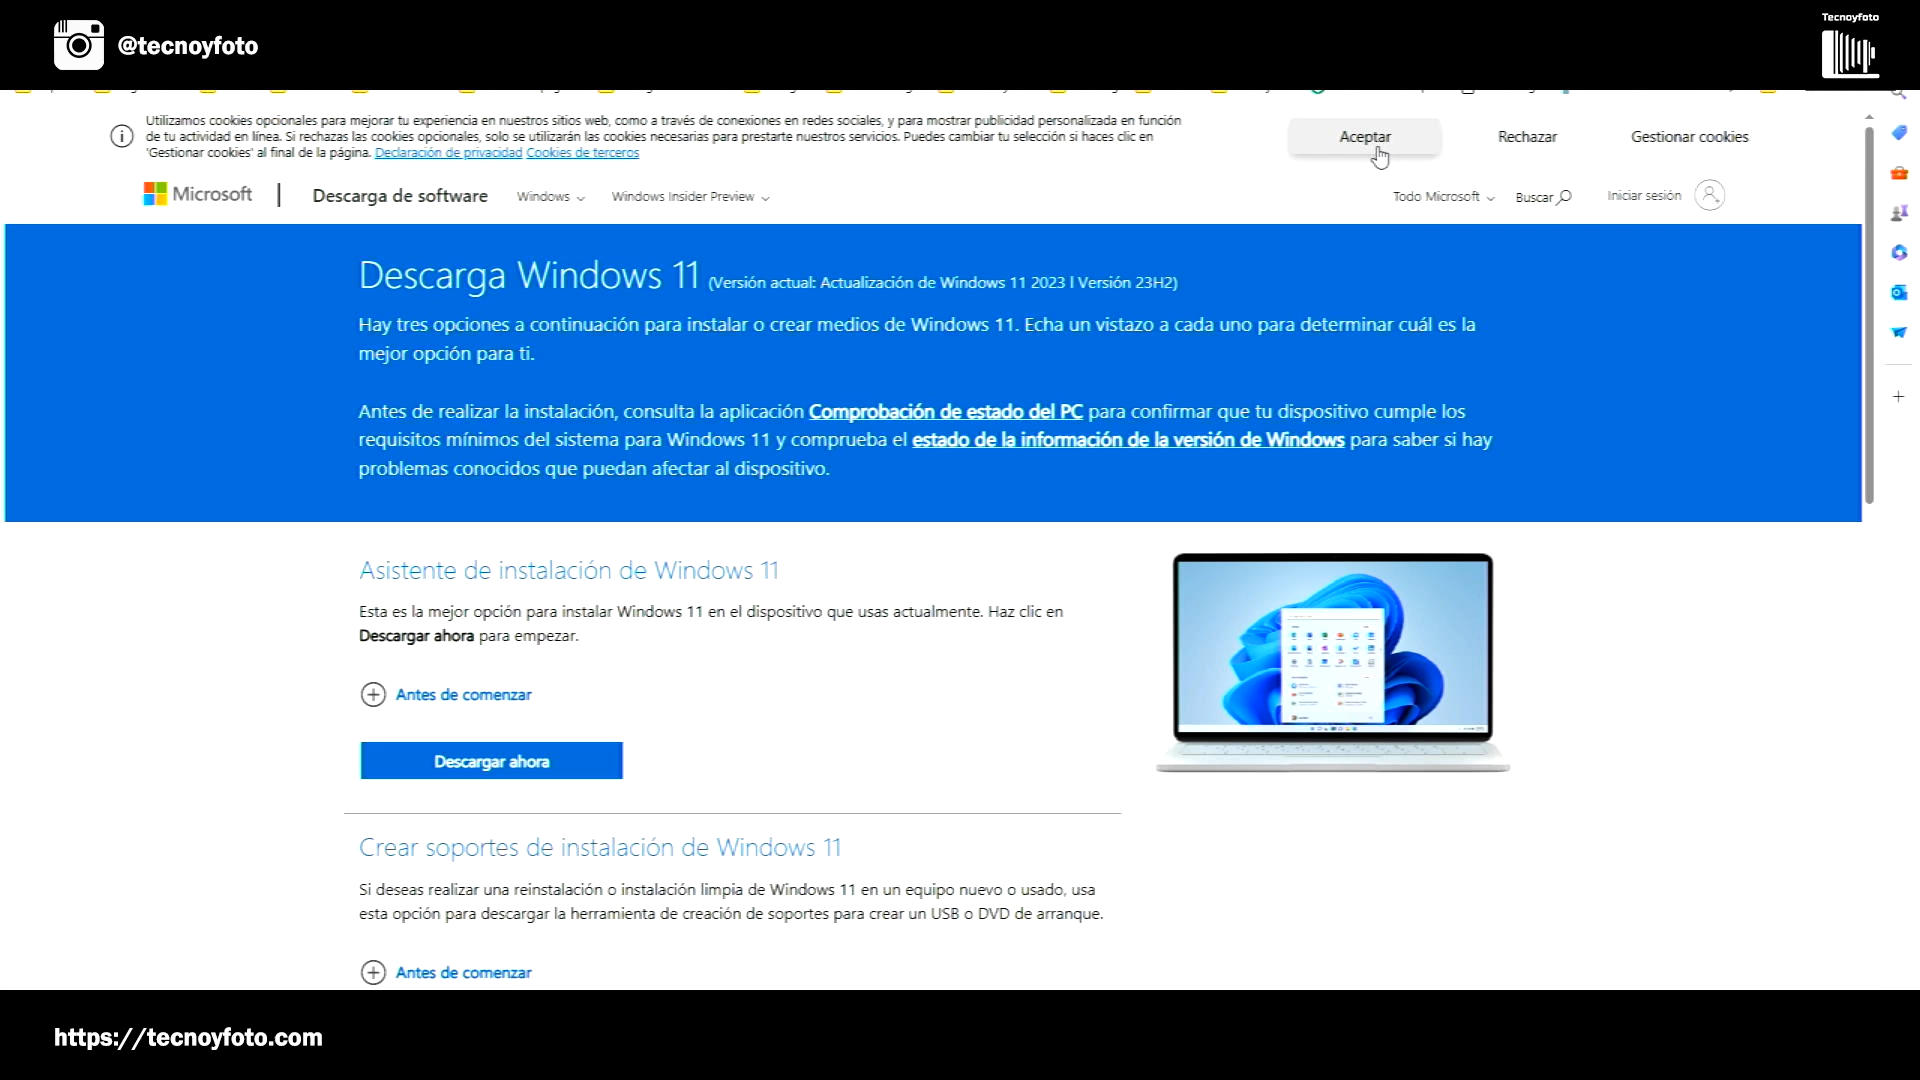 @tecnoyfoto
Tecnoyfoto
Utilizamos cookies opcionales para mejorar tu experiencia en nuestros sitios web, como a través de conexiones en redes sociales, y para mostrar publicidad personalizada en función
de tu actividad en línea. Si rechazas las cookies opcionales, solo se utilizarán las cookies necesarias para prestarte nuestros servicios. Puedes cambiar tu selección si haces clic en
'Gestionar cookies' al final de la página. Declaración de privacidad Cookies de terceros
Aceptar
Rechazar
Gestionar cookies
Microsoft
Descarga de software
Windows
Windows Insider Preview
Todo Microsoft
Buscar
Iniciar sesión
Descarga Windows 11 (Versión actual: Actualización de Windows 11 2023 l Versión 23H2)
Hay tres opciones a continuación para instalar o crear medios de Windows 11. Echa un vistazo a cada uno para determinar cuál es la
mejor opción para ti.
Antes de realizar la instalación, consulta la aplicación Comprobación de estado del PC para confirmar que tu dispositivo cumple los
requisitos mínimos del sistema para Windows 11 y comprueba el estado de la información de la versión de Windows para saber si hay
problemas conocidos que puedan afectar al dispositivo.
Asistente de instalación de Windows 11
Esta es la mejor opción para instalar Windows 11 en el dispositivo que usas actualmente. Haz clic en
Descargar ahora para empezar.
Antes de comenzar
Descargar ahora
Crear soportes de instalación de Windows 11
Si deseas realizar una reinstalación o instalación limpia de Windows 11 en un equipo nuevo o usado, usa
esta opción para descargar la herramienta de creación de soportes para crear un USB o DVD de arranque.
Antes de comenzar
https://tecnoyfoto.com